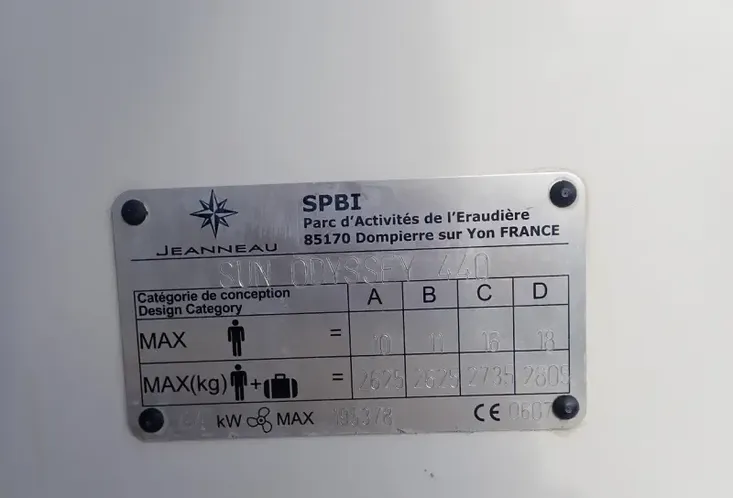 JEANNEAU
SPBI
Parc d'Activités de l'Eraudière
85170 Dompierre sur Yon FRANCE
SUN ODYSSEY 440
Catégorie de conception
Design Category
A B C D
MAX = 10 11 16 18
MAX(kg) + = 2625 2625 2735 2805
kW MAX CE 0607